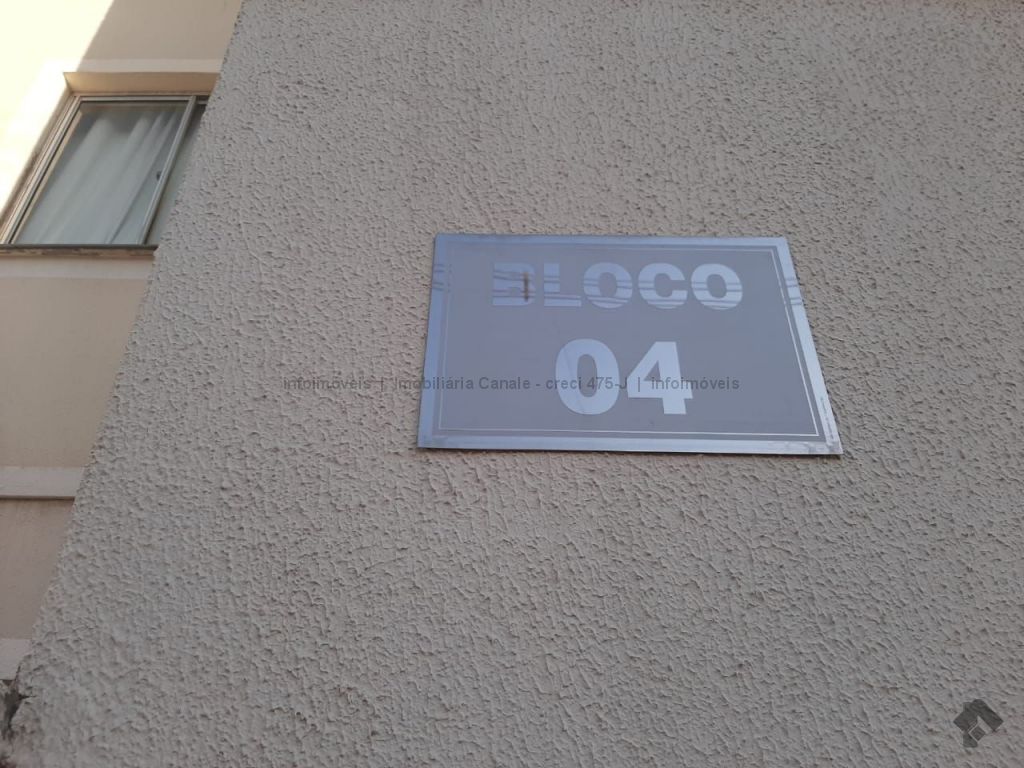 BLOCO
04
infoimóveis | Imobiliária Canale - creci 475-J | infoimóveis